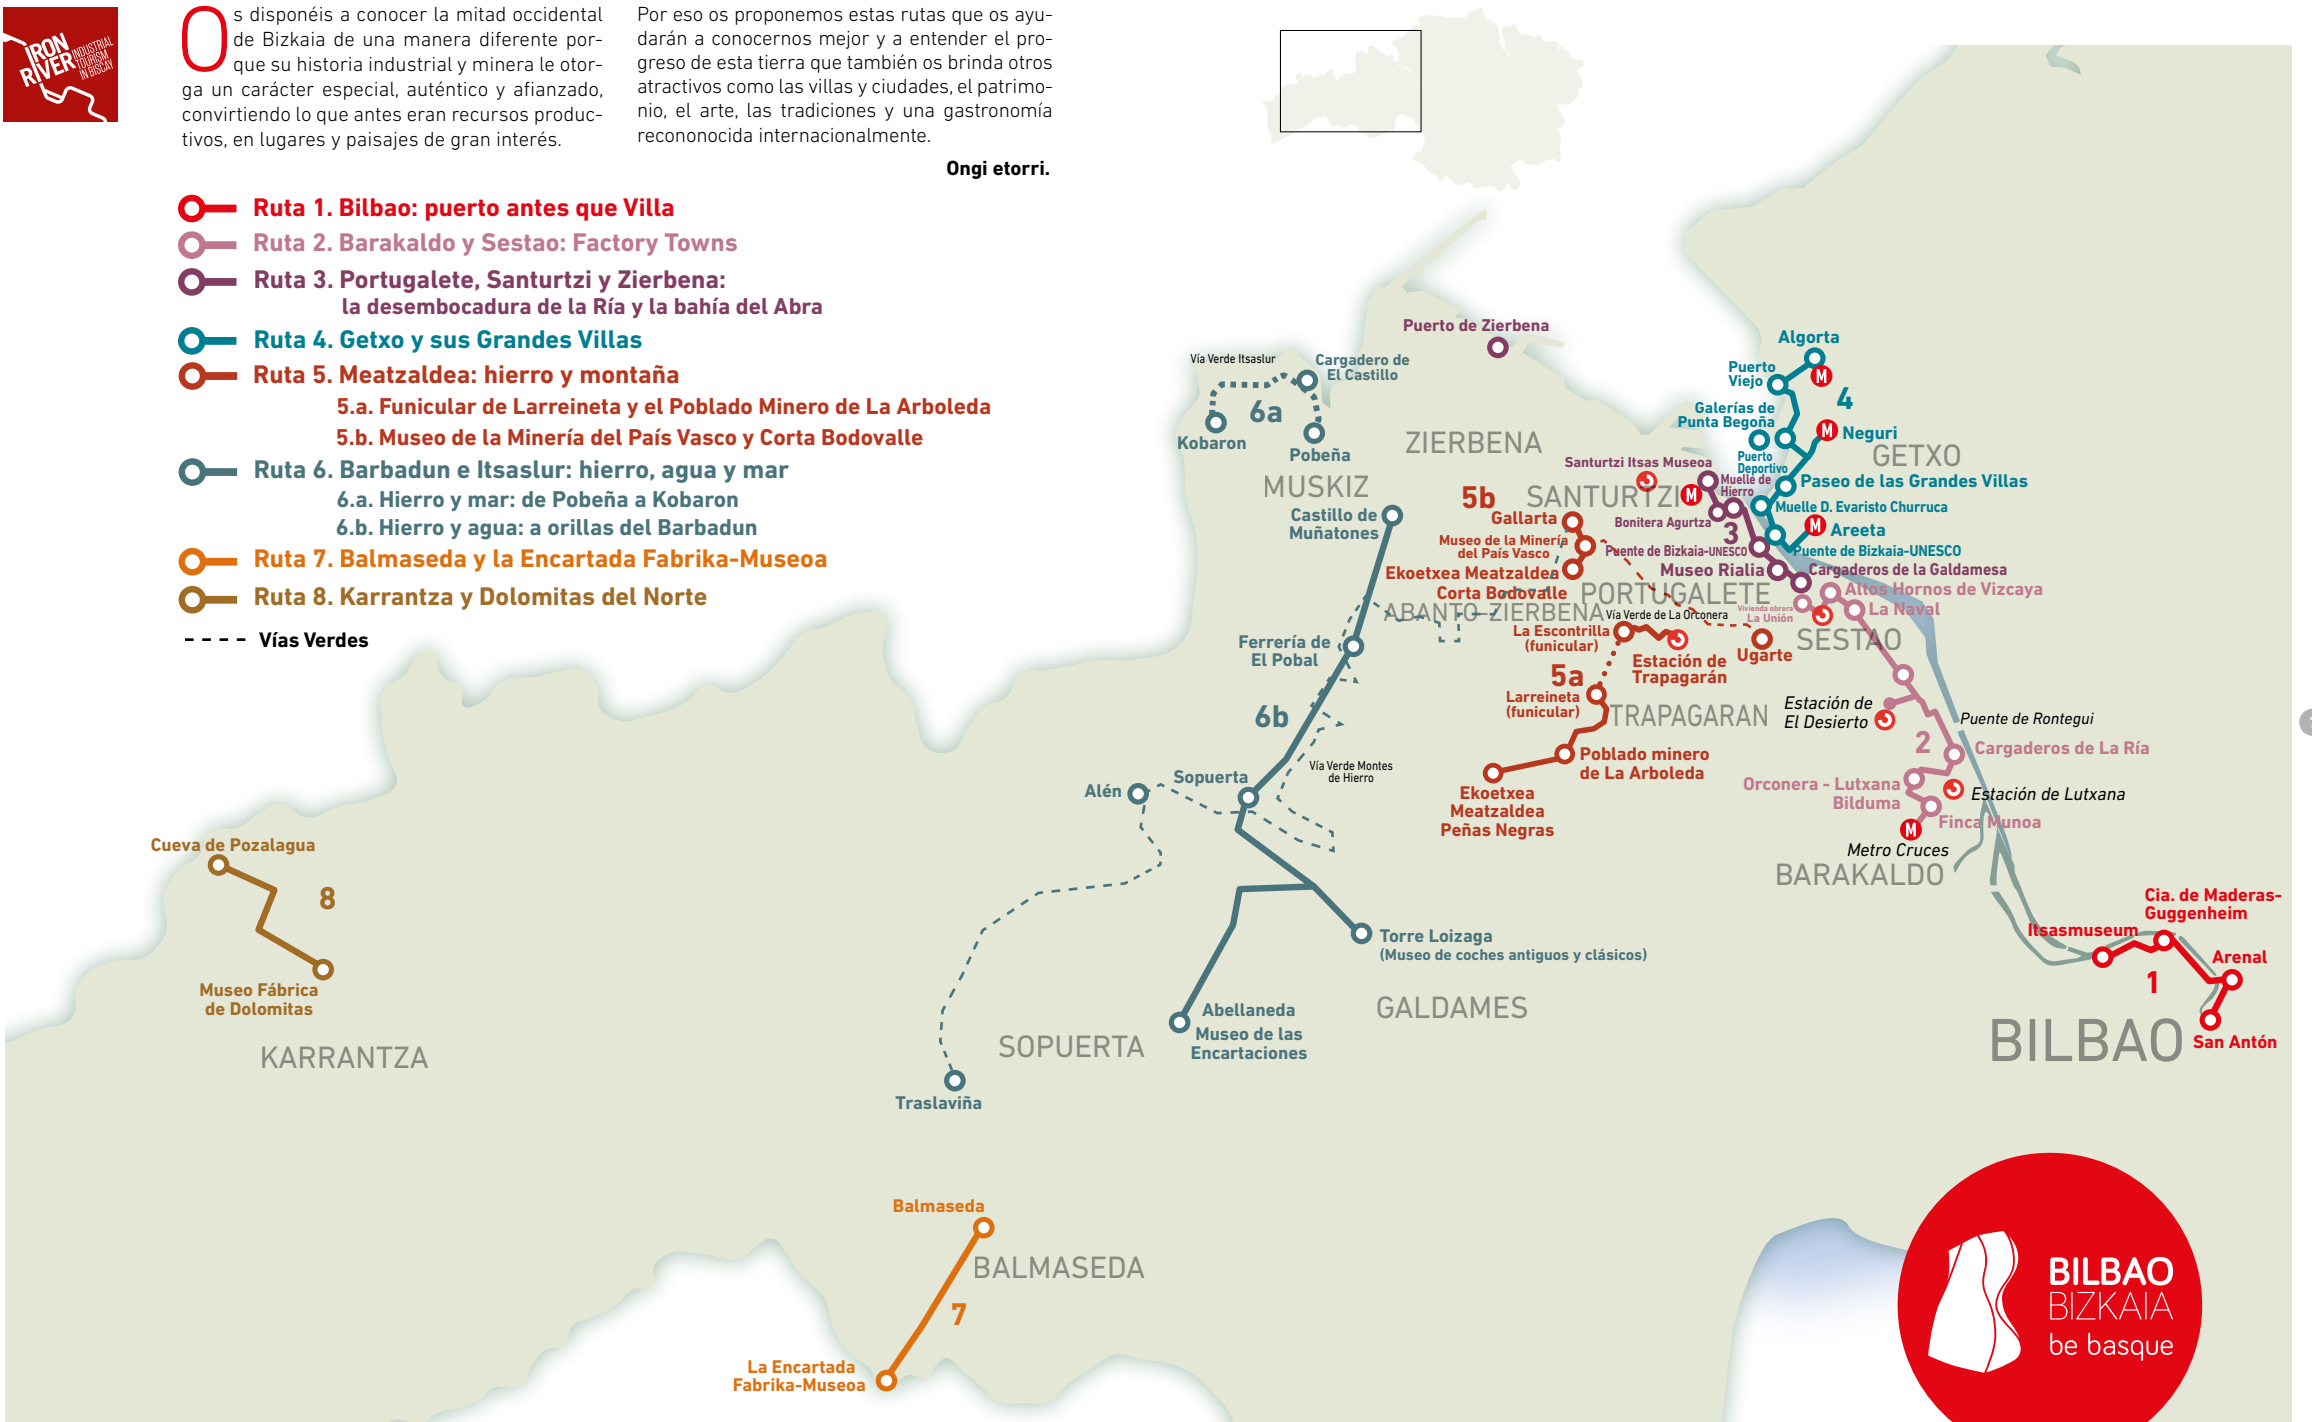 IRON
RIVER
INDUSTRIAL
TOURISM
IN BISCAY
Os disponéis a conocer la mitad occidental
de Bizkaia de una manera diferente por-
que su historia industrial y minera le otor-
ga un carácter especial, auténtico y afianzado,
convirtiendo lo que antes eran recursos produc-
tivos, en lugares y paisajes de gran interés.
Por eso os proponemos estas rutas que os ayu-
darán a conocernos mejor y a entender el pro-
greso de esta tierra que también os brinda otros
atractivos como las villas y ciudades, el patrimo-
nio, el arte, las tradiciones y una gastronomía
recononocida internacionalmente.
Ongi etorri.
Ruta 1. Bilbao: puerto antes que Villa
Ruta 2. Barakaldo y Sestao: Factory Towns
Ruta 3. Portugalete, Santurtzi y Zierbena:
la desembocadura de la Ría y la bahía del Abra
Ruta 4. Getxo y sus Grandes Villas
Ruta 5. Meatzaldea: hierro y montaña
5.a. Funicular de Larreineta y el Poblado Minero de La Arboleda
5.b. Museo de la Minería del País Vasco y Corta Bodovalle
Ruta 6. Barbadun e Itsaslur: hierro, agua y mar
6.a. Hierro y mar: de Pobeña a Kobaron
6.b. Hierro y agua: a orillas del Barbadun
Ruta 7. Balmaseda y la Encartada Fabrika-Museoa
Ruta 8. Karrantza y Dolomitas del Norte
Vías Verdes
Puerto de Zierbena
Vía Verde Itsaslur
Cargadero de
El Castillo
6a
Kobaron
Pobeña
ZIERBENA
MUSKIZ
Algorta
M
Puerto
Viejo
4
Galerías de
Punta Begoña
M
Neguri
GETXO
Puerto
Deportivo
Paseo de las Grandes Villas
Muelle D. Evaristo Churruca
M
Areeta
Puente de Bizkaia-UNESCO
Santurtzi Itsas Museoa
Muelle de
Hierro
SANTURTZI
M
Bonitera Agurtza
3
Puente de Bizkaia-UNESCO
Museo Rialia
Cargaderos de la Galdamesa
5b
Gallarta
Museo de la Minería
del País Vasco
Ekoetxea Meatzaldea
Corta Bodovalle
PORTUGALETE
ABANTO-ZIERBENA
Vía Verde de La Orconera
Altos Hornos de Vizcaya
La Naval
Vivienda obrera
La Unión
SESTAO
Castillo de
Muñatones
Ferrería de
El Pobal
6b
La Escontrilla
(funicular)
Estación de
Trapagarán
Ugarte
5a
Larreineta
(funicular)
TRAPAGARAN
Poblado minero
de La Arboleda
Ekoetxea
Meatzaldea
Peñas Negras
Estación de
El Desierto
Puente de Rontegui
2
Cargaderos de La Ría
Orconera - Lutxana
Bilduma
Estación de Lutxana
Finca Munoa
M
Metro Cruces
BARAKALDO
Vía Verde Montes
de Hierro
Sopuerta
Alén
Cueva de Pozalagua
8
Museo Fábrica
de Dolomitas
KARRANTZA
Torre Loizaga
(Museo de coches antiguos y clásicos)
GALDAMES
Abellaneda
Museo de las
Encartaciones
SOPUERTA
Traslaviña
Cia. de Maderas-
Guggenheim
Itsasmuseum
Arenal
1
BILBAO
San Antón
Balmaseda
BALMASEDA
7
La Encartada
Fabrika-Museoa
BILBAO
BIZKAIA
be basque